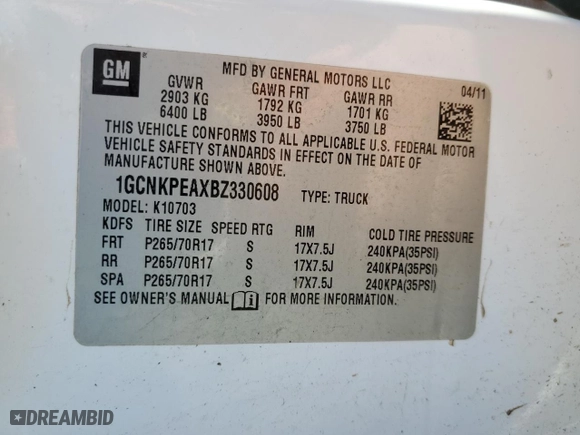 GM
MFD BY GENERAL MOTORS LLC
04/11
GVWR GAWR FRT GAWR RR
2903 KG 1792 KG 1701 KG
6400 LB 3950 LB 3750 LB
THIS VEHICLE CONFORMS TO ALL APPLICABLE U.S. FEDERAL MOTOR
VEHICLE SAFETY STANDARDS IN EFFECT ON THE DATE OF
MANUFACTURE SHOWN ABOVE.
1GCNKPEAXBZ330608 TYPE: TRUCK
MODEL: K10703
KDFS TIRE SIZE SPEED RTG RIM COLD TIRE PRESSURE
FRT P265/70R17 S 17X7.5J 240KPA(35PSI)
RR P265/70R17 S 17X7.5J 240KPA(35PSI)
SPA P265/70R17 S 17X7.5J 240KPA(35PSI)
SEE OWNER'S MANUAL FOR MORE INFORMATION.
DREAMBID